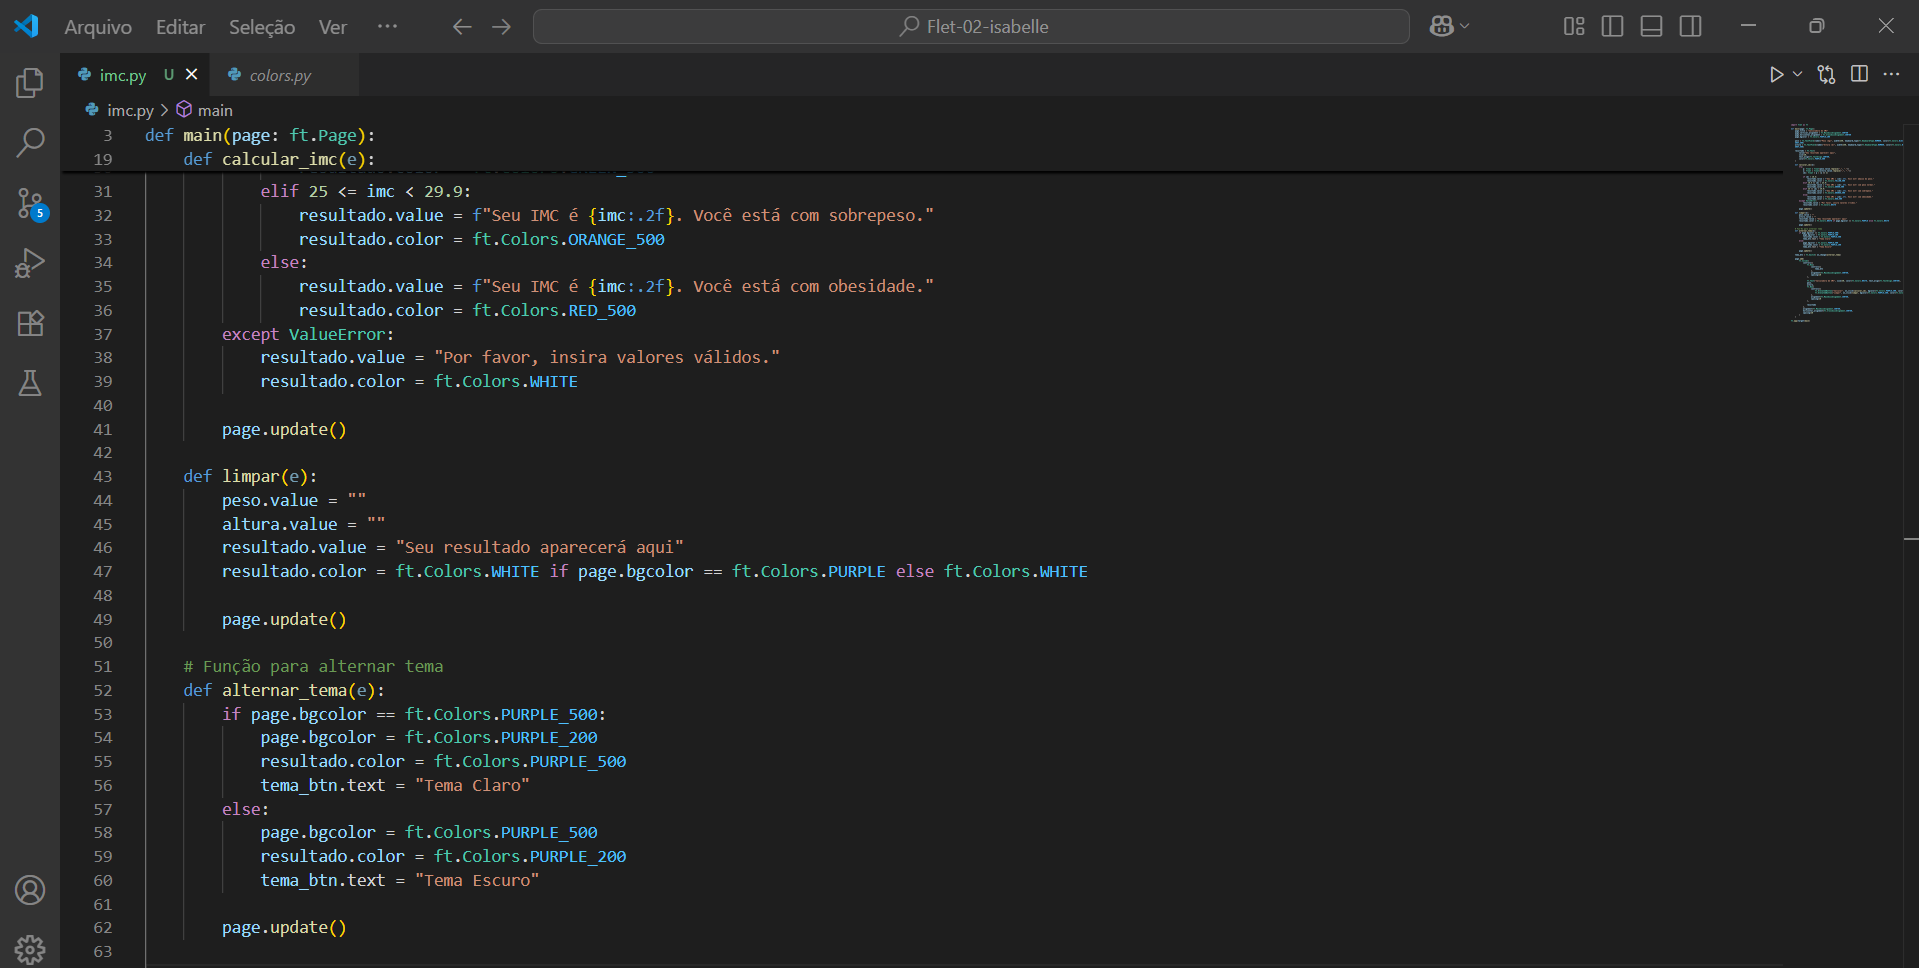 Arquivo Editar Seleção Ver ··· Flet-02-isabelle
imc.py U colors.py
imc.py > main
3 def main(page: ft.Page):
19 def calcular_imc(e):
31 elif 25 <= imc < 29.9:
32 resultado.value = f"Seu IMC é {imc:.2f}. Você está com sobrepeso."
33 resultado.color = ft.Colors.ORANGE_500
34 else:
35 resultado.value = f"Seu IMC é {imc:.2f}. Você está com obesidade."
36 resultado.color = ft.Colors.RED_500
37 except ValueError:
38 resultado.value = "Por favor, insira valores válidos."
39 resultado.color = ft.Colors.WHITE
40
41 page.update()
42
43 def limpar(e):
44 peso.value = ""
45 altura.value = ""
46 resultado.value = "Seu resultado aparecerá aqui"
47 resultado.color = ft.Colors.WHITE if page.bgcolor == ft.Colors.PURPLE else ft.Colors.WHITE
48
49 page.update()
50
51 # Função para alternar tema
52 def alternar_tema(e):
53 if page.bgcolor == ft.Colors.PURPLE_500:
54 page.bgcolor = ft.Colors.PURPLE_200
55 resultado.color = ft.Colors.PURPLE_500
56 tema_btn.text = "Tema Claro"
57 else:
58 page.bgcolor = ft.Colors.PURPLE_500
59 resultado.color = ft.Colors.PURPLE_200
60 tema_btn.text = "Tema Escuro"
61
62 page.update()
63
5